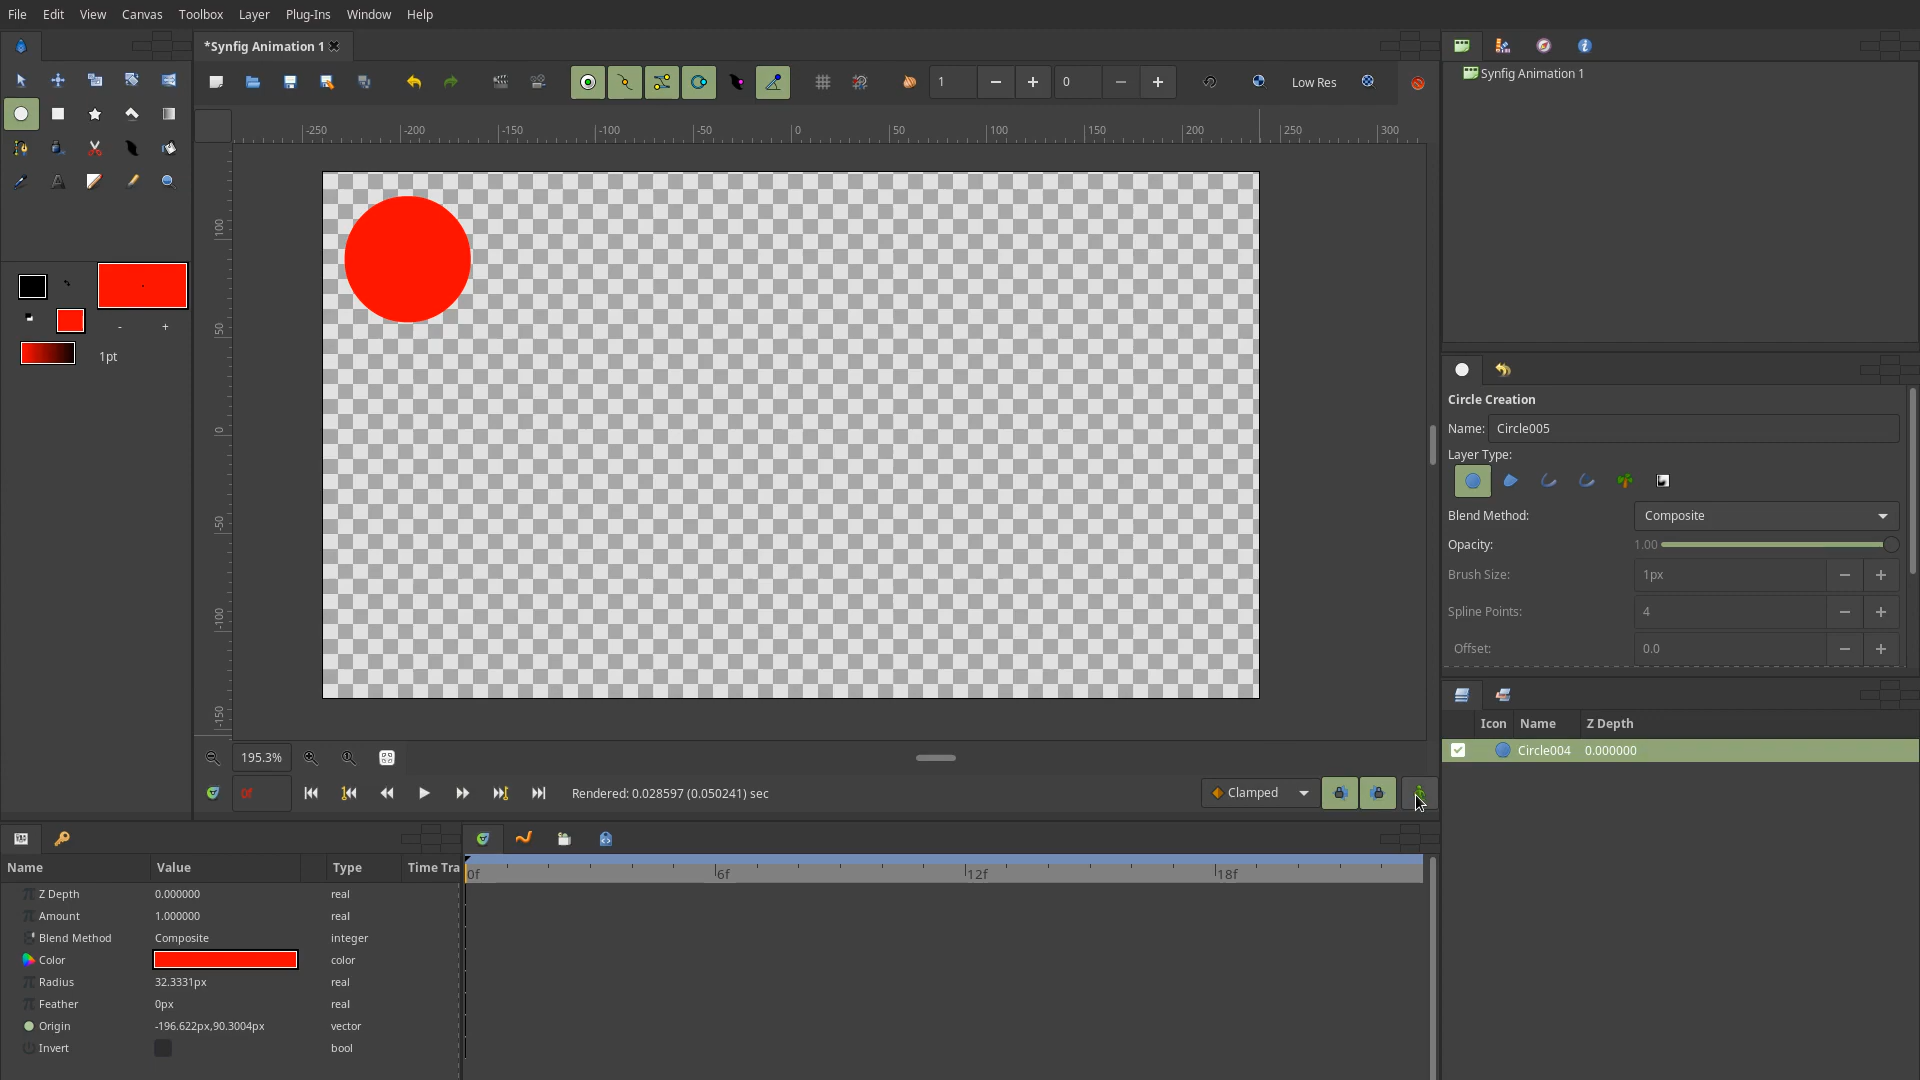 File Edit View Canvas Toolbox Layer Plug-Ins Window Help
*Synfig Animation 1
1 0 Low Res
Synfig Animation 1
-250 -200 -150 -100 -50 0 50 100 150 200 250 300
100
50
0
-50
-100
-150
- +
1pt
Circle Creation
Name: Circle005
Layer Type:
Blend Method: Composite
Opacity: 1.00
Brush Size: 1px
Spline Points: 4
Offset: 0.0
Icon Name Z Depth
Circle004 0.000000
195.3%
0f Rendered: 0.028597 (0.050241) sec Clamped
Name Value Type Time Tra
0f 6f 12f 18f
Z Depth 0.000000 real
Amount 1.000000 real
Blend Method Composite integer
Color color
Radius 32.3331px real
Feather 0px real
Origin -196.622px,90.3004px vector
Invert bool